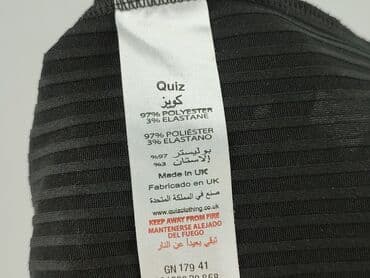 Quiz
كويز
97% POLYESTER
3% ELASTANE
97% POLIÉSTER
3% ELASTANO
بوليستر %97
إلاستان %3
Made in UK
Fabricado en UK
صنع في المملكة المتحدة
www.quizclothing.co.uk
KEEP AWAY FROM FIRE
MANTENERSE ALEJADO
DEL FUEGO
تبقي بعيداً عن النار
GN 179 41